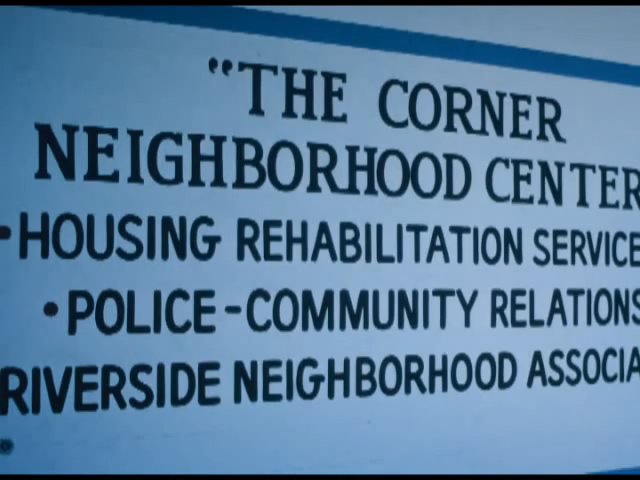 "THE CORNER
NEIGHBORHOOD CENTER
•HOUSING REHABILITATION SERVICE
•POLICE-COMMUNITY RELATIONS
RIVERSIDE NEIGHBORHOOD ASSOCIA